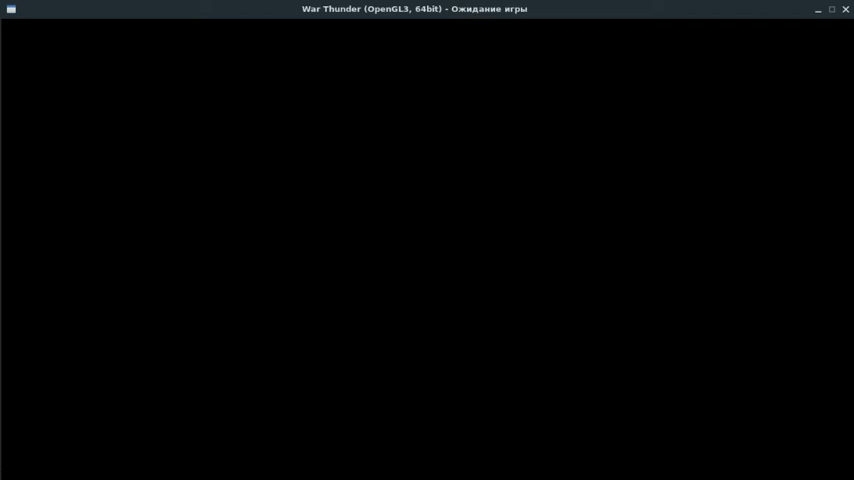 War Thunder (OpenGL3, 64bit) - Ожидание игры